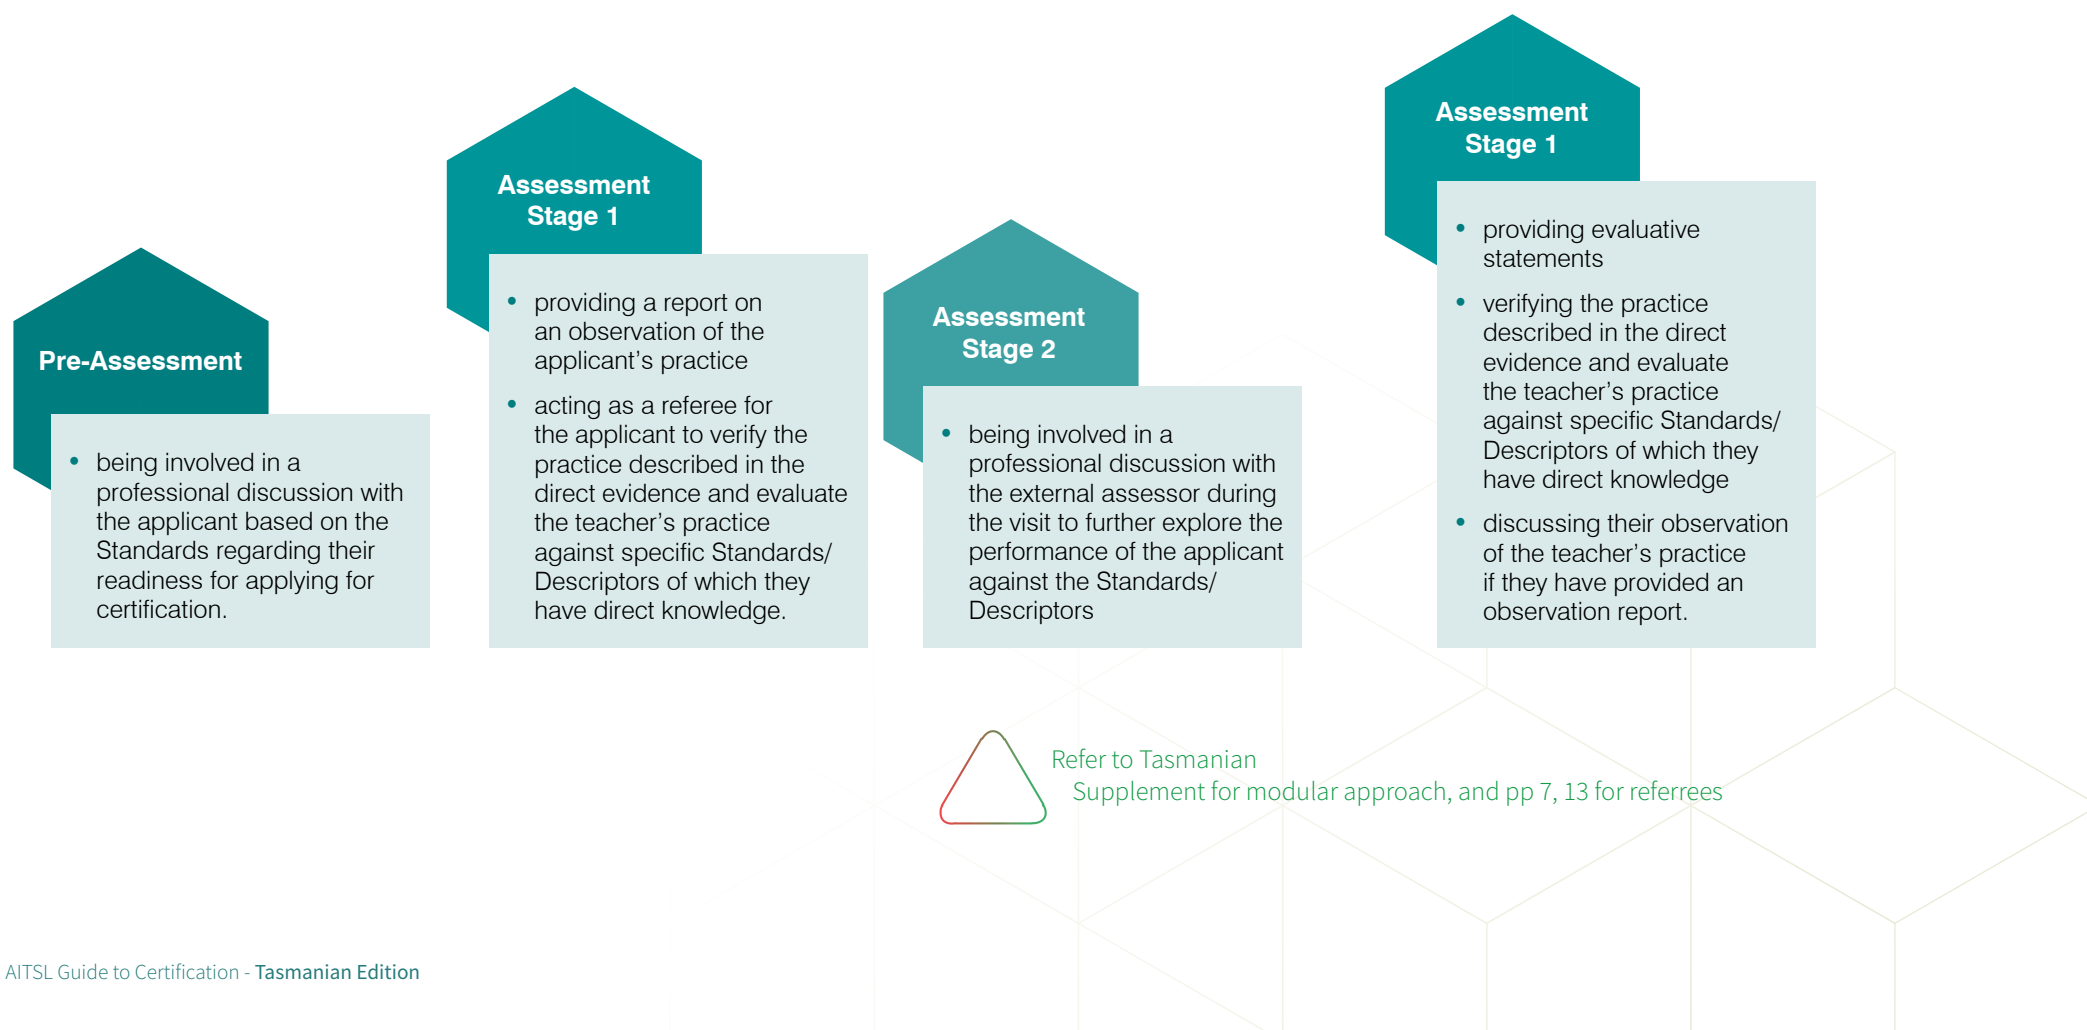 Pre-Assessment
• being involved in a
professional discussion with
the applicant based on the
Standards regarding their
readiness for applying for
certification.
Assessment
Stage 1
• providing a report on
an observation of the
applicant’s practice
• acting as a referee for
the applicant to verify the
practice described in the
direct evidence and evaluate
the teacher’s practice
against specific Standards/
Descriptors of which they
have direct knowledge.
Assessment
Stage 2
• being involved in a
professional discussion with
the external assessor during
the visit to further explore the
performance of the applicant
against the Standards/
Descriptors
Assessment
Stage 1
• providing evaluative
statements
• verifying the practice
described in the direct
evidence and evaluate
the teacher’s practice
against specific Standards/
Descriptors of which they
have direct knowledge
• discussing their observation
of the teacher’s practice
if they have provided an
observation report.
Refer to Tasmanian
Supplement for modular approach, and pp 7, 13 for referrees
AITSL Guide to Certification - Tasmanian Edition